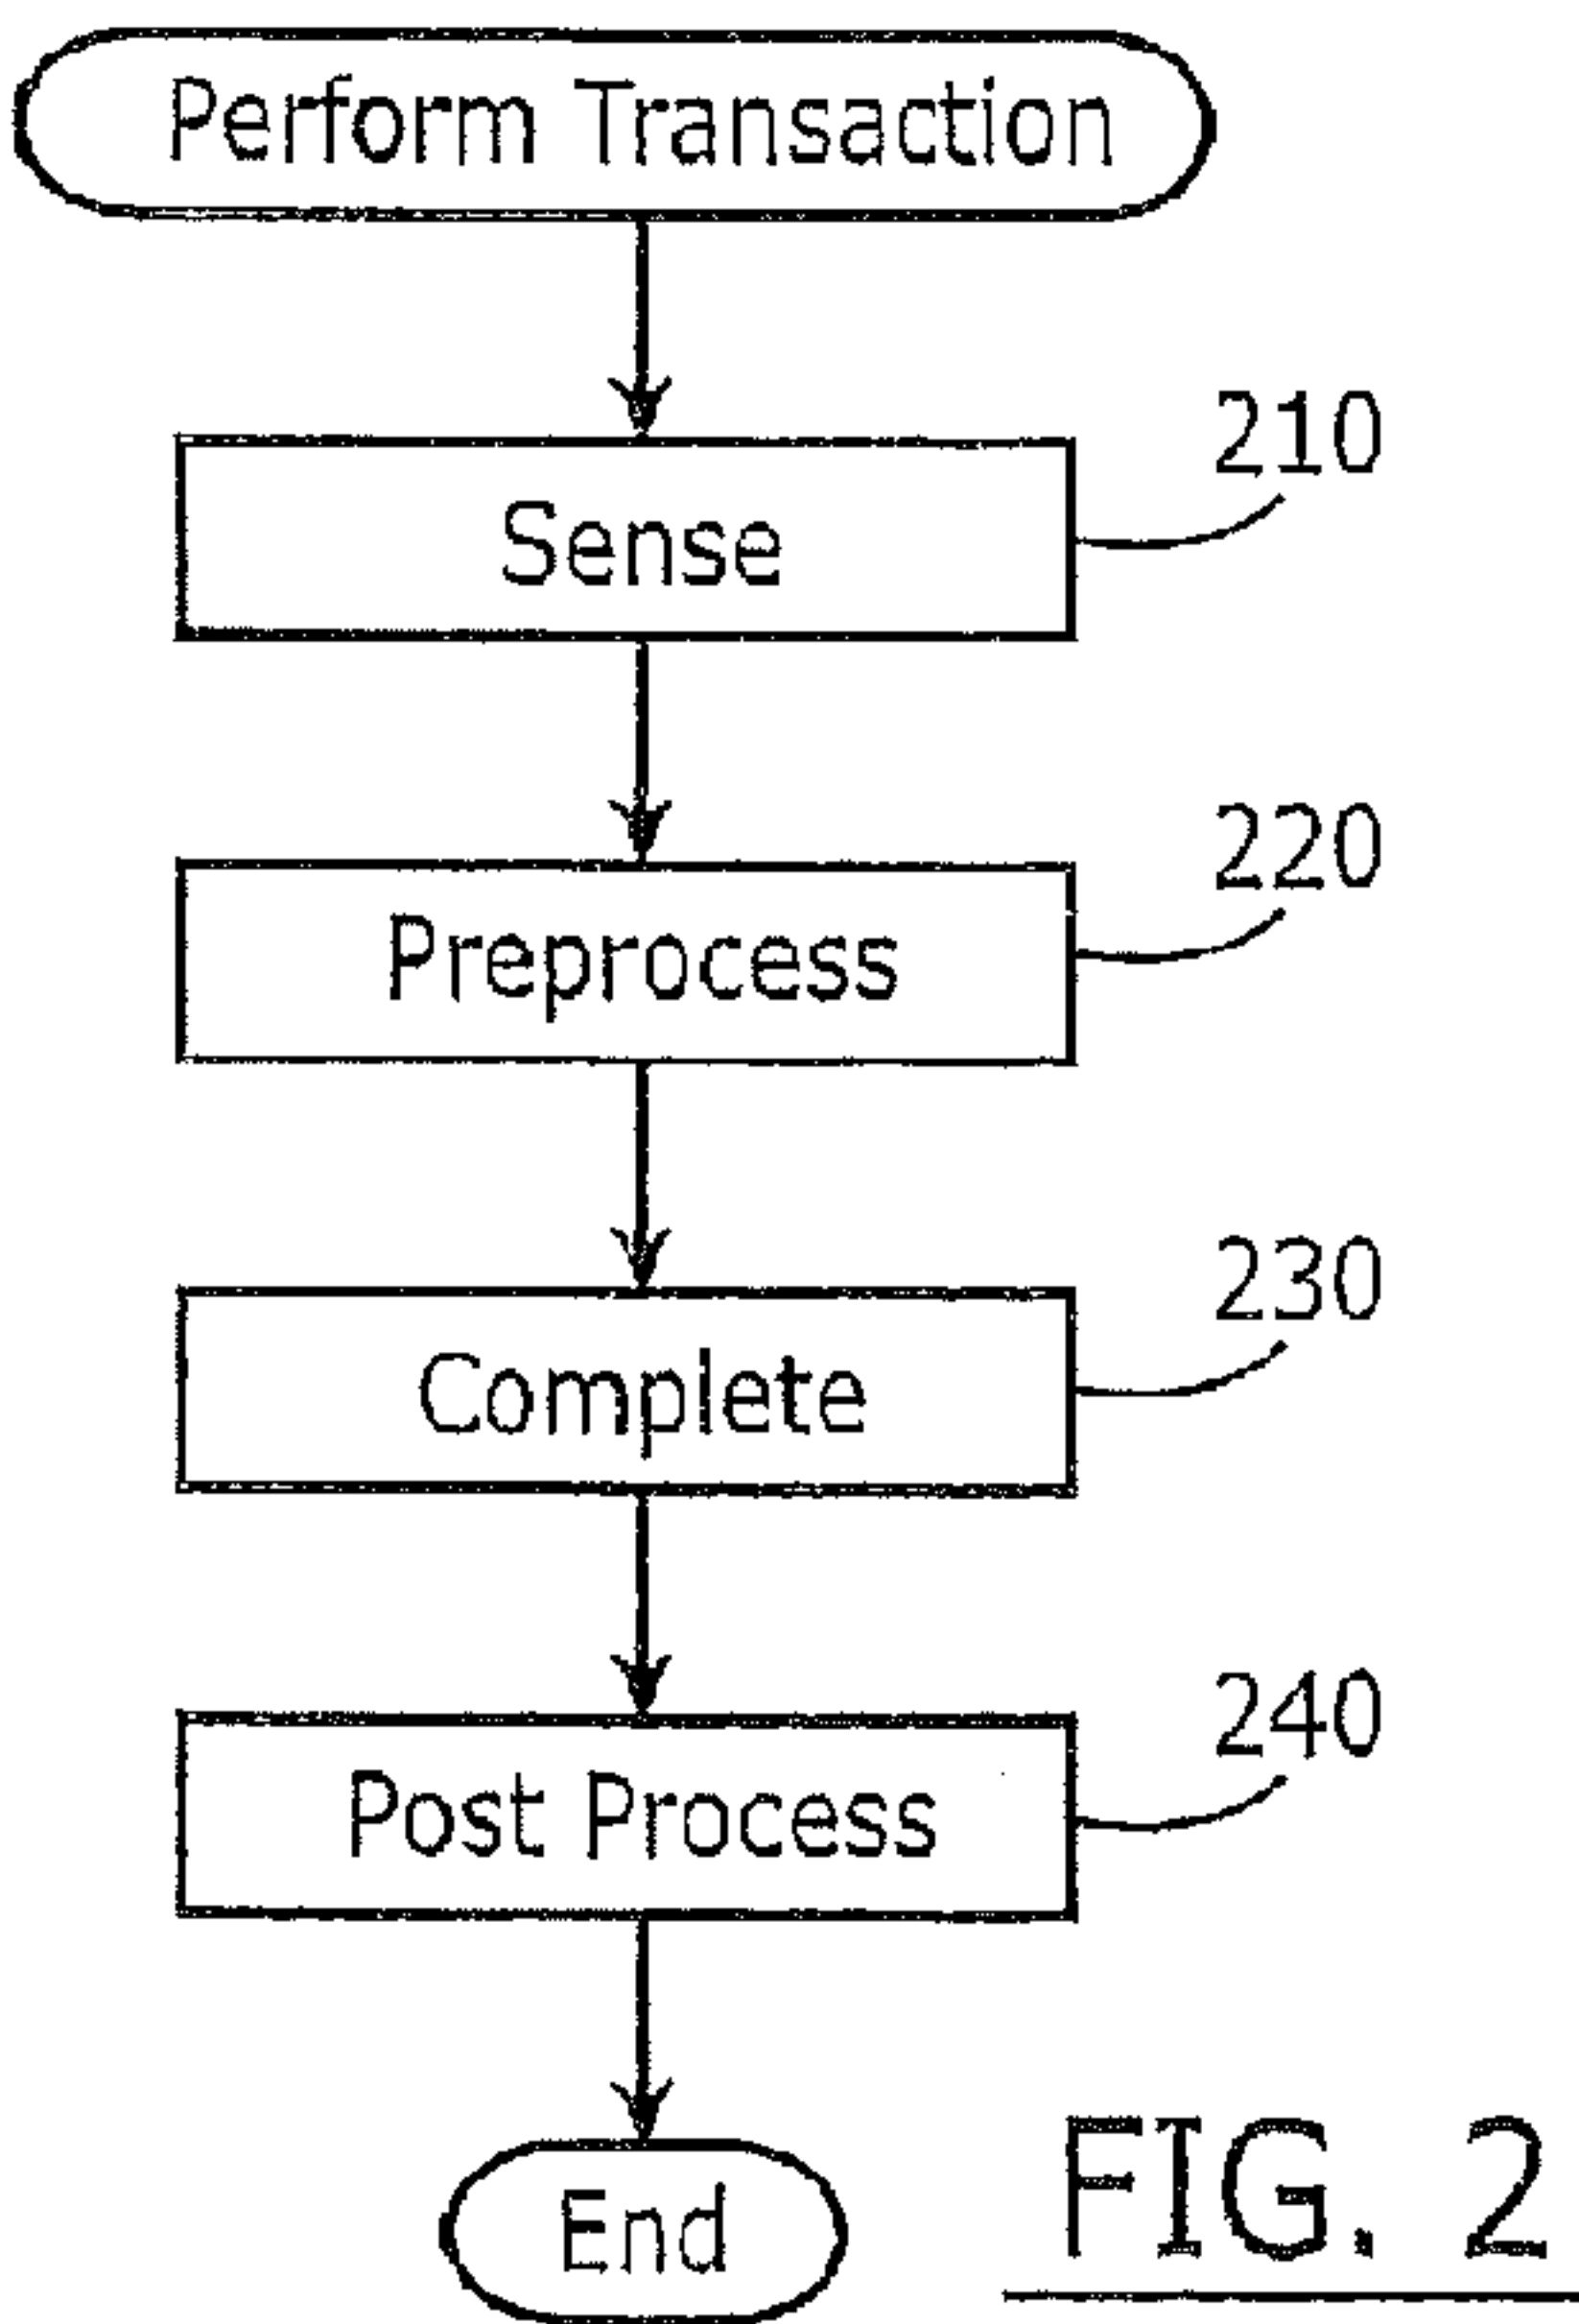 Perform Transaction
210
Sense
220
Preprocess
230
Complete
240
Post Process
End
FIG. 2